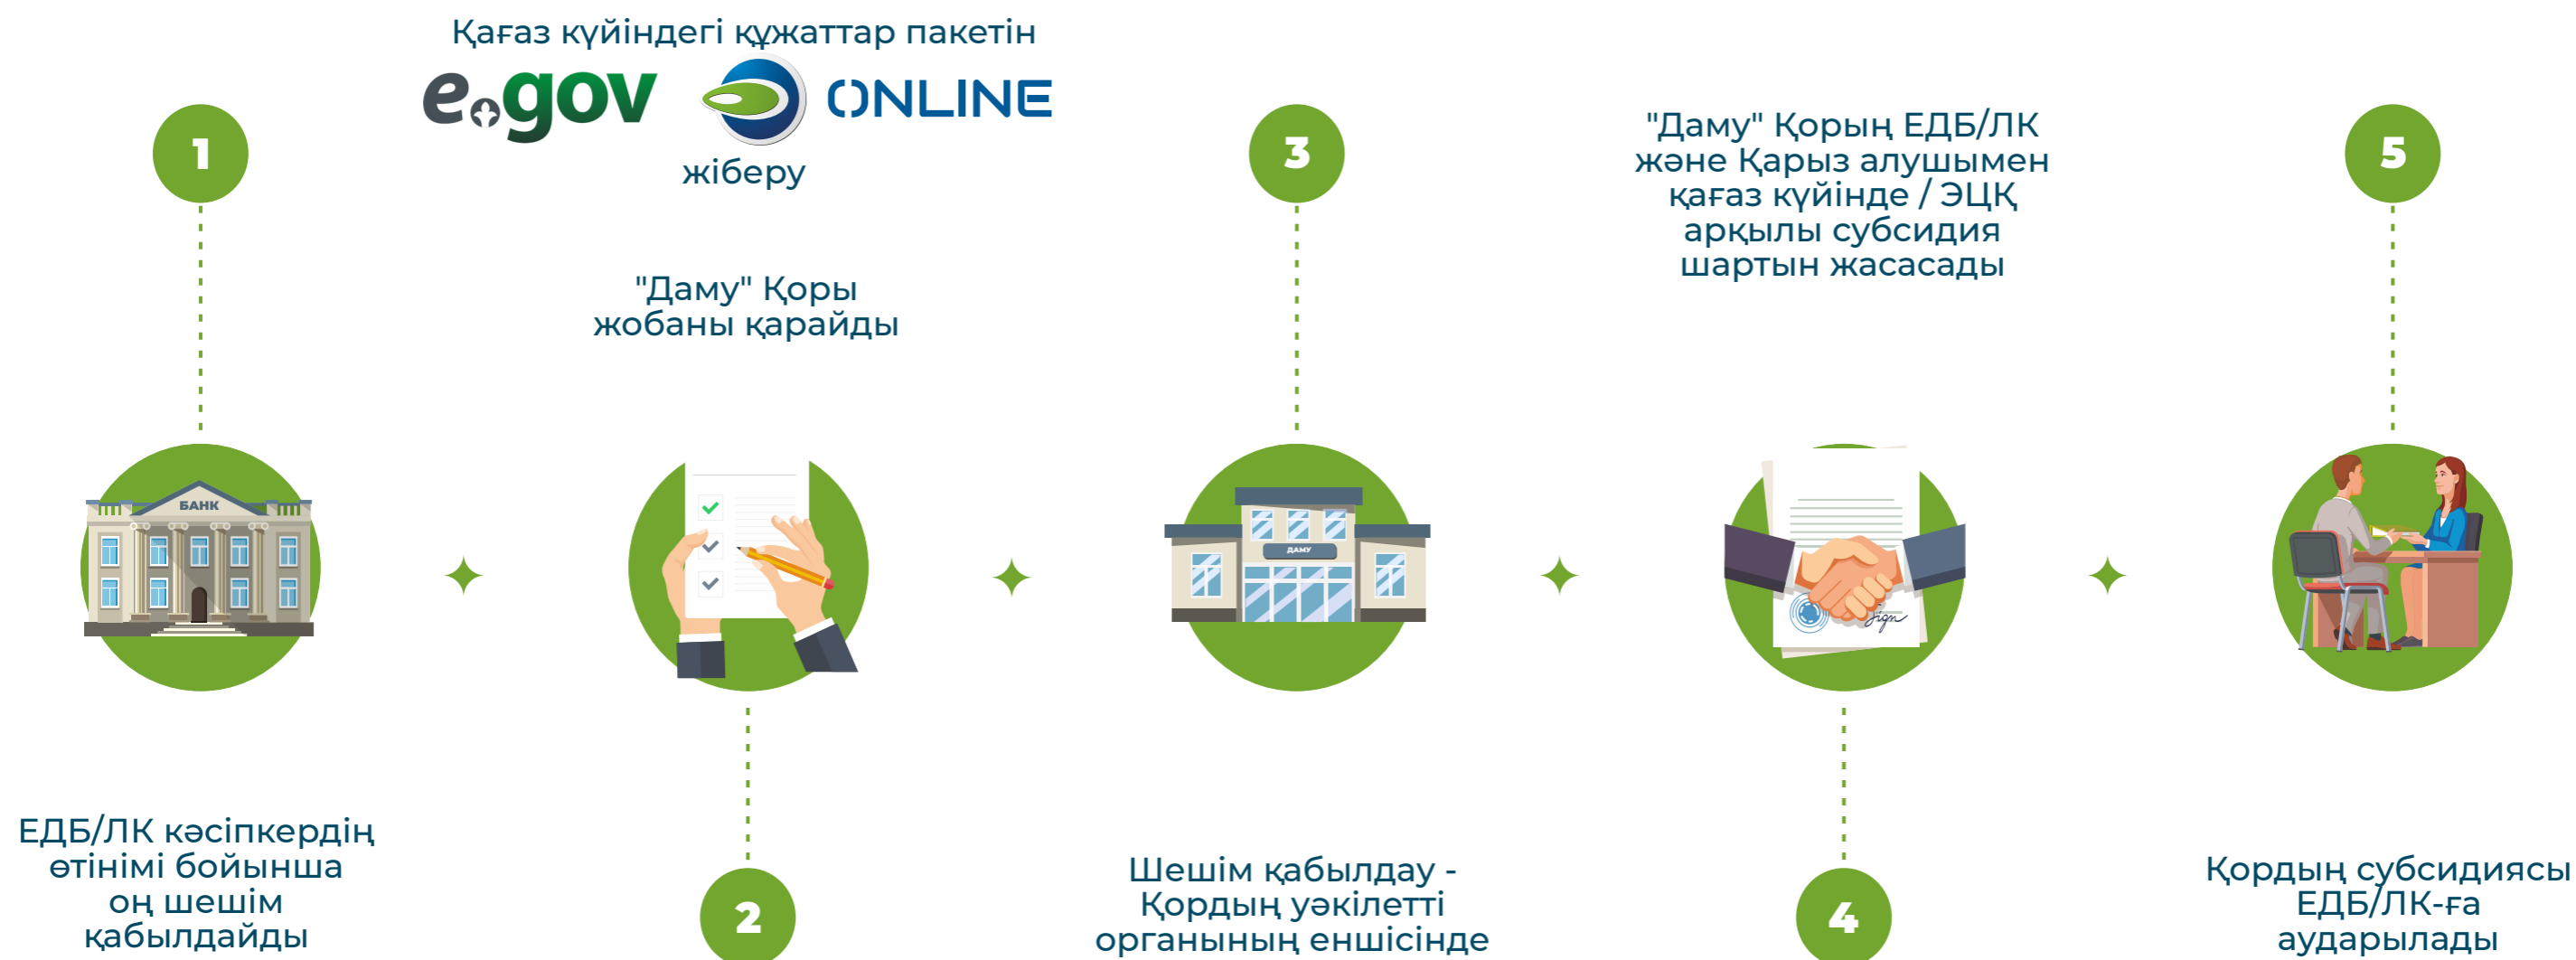 1
ЕДБ/ЛК кәсіпкердің
өтінімі бойынша
оң шешім
қабылдайды
БАНК
Қағаз күйіндегі құжаттар пакетін
e.gov ONLINE
жіберу
"Даму" Қоры
жобаны қарайды
2
3
ДАМУ
Шешім қабылдау -
Қордың уәкілетті
органының еншісінде
"Даму" Қорың ЕДБ/ЛК
және Қарыз алушымен
қағаз күйінде / ЭЦҚ
арқылы субсидия
шартын жасасады
Sign
4
5
Қордың субсидиясы
ЕДБ/ЛК-ға
аударылады